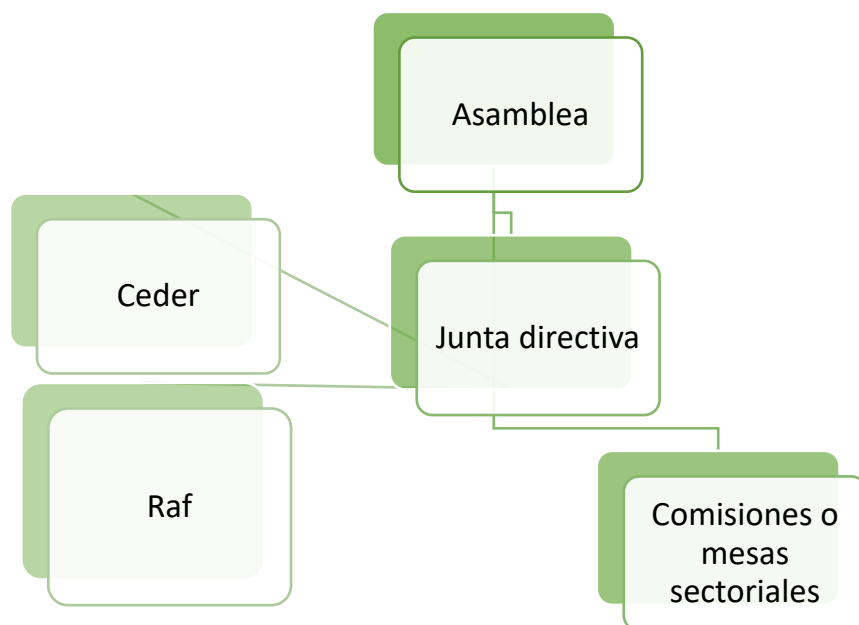 Asamblea
Ceder
Junta directiva
Raf
Comisiones o
mesas
sectoriales